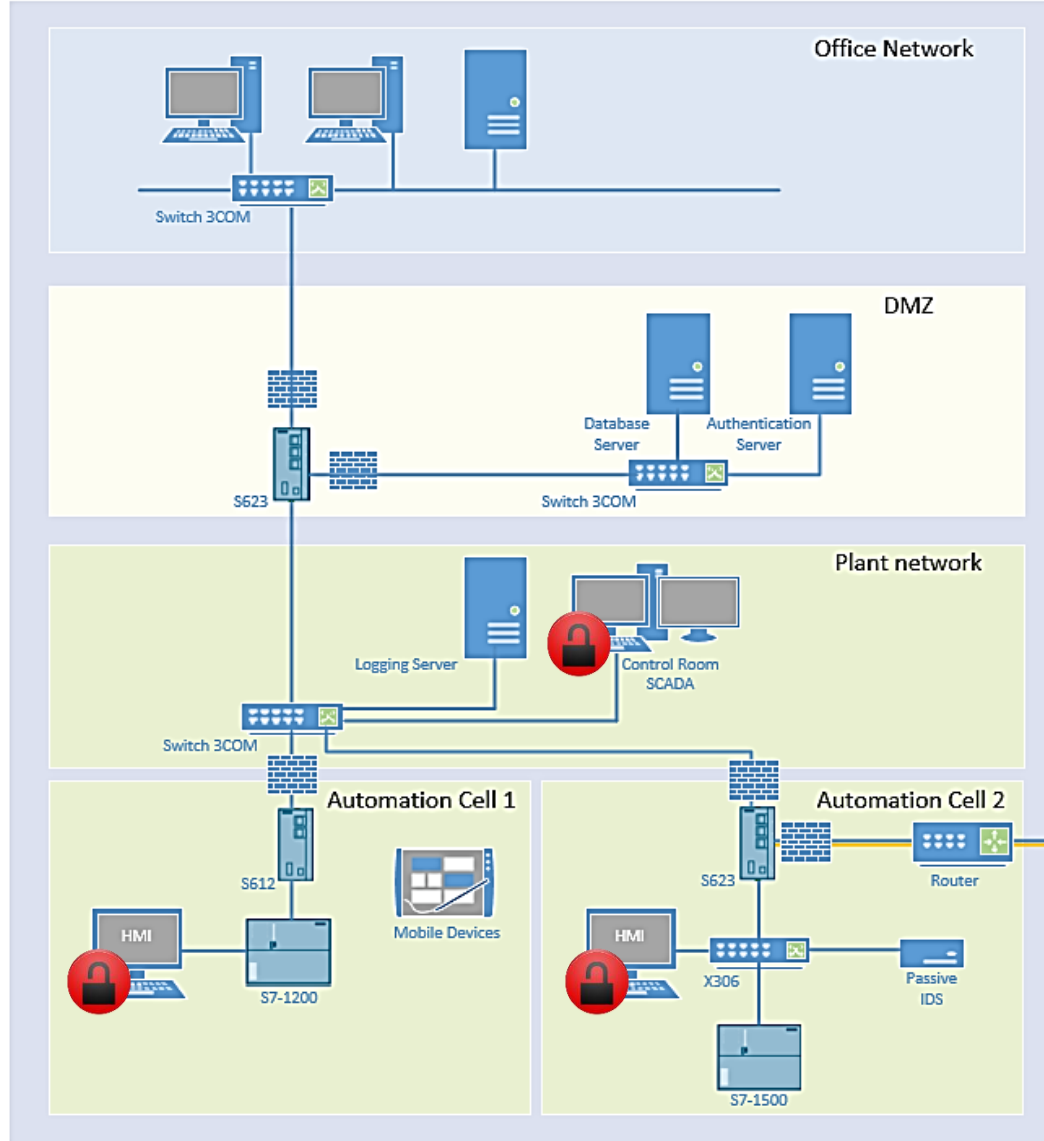 Office Network
Switch 3COM
DMZ
Database
Server
Authentication
Server
S623
Switch 3COM
Plant network
Logging Server
Control Room
SCADA
Switch 3COM
Automation Cell 1
S612
Mobile Devices
HMI
S7-1200
Automation Cell 2
S623
Router
HMI
X306
Passive
IDS
S7-1500